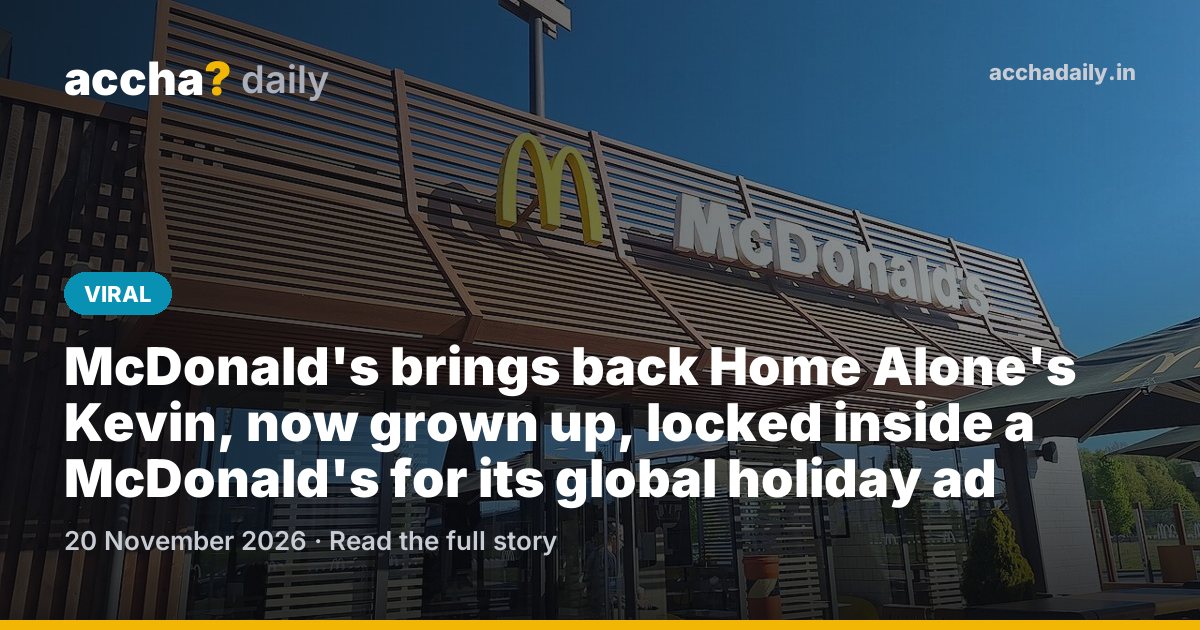 accha? daily
acchadaily.in
McDonald's
VIRAL
McDonald's brings back Home Alone's
Kevin, now grown up, locked inside a
McDonald's for its global holiday ad
20 November 2026 · Read the full story